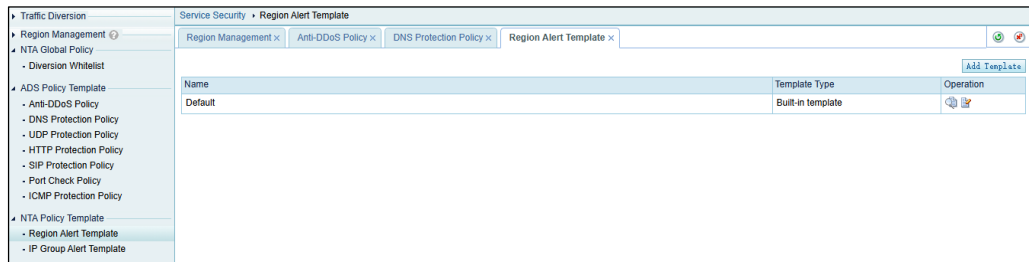 Traffic Diversion
Region Management
NTA Global Policy
Diversion Whitelist
ADS Policy Template
Anti-DDoS Policy
DNS Protection Policy
UDP Protection Policy
HTTP Protection Policy
SIP Protection Policy
Port Check Policy
ICMP Protection Policy
NTA Policy Template
Region Alert Template
IP Group Alert Template
Service Security › Region Alert Template
Region Management × Anti-DDoS Policy × DNS Protection Policy × Region Alert Template ×
Add Template
Name Template Type Operation
Default Built-in template